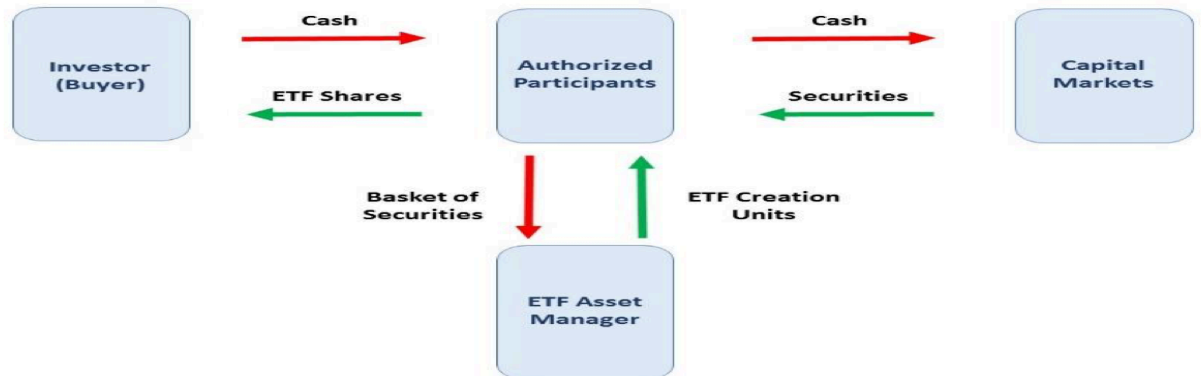 Cash
Cash
Investor
(Buyer)
Authorized
Participants
Capital
Markets
ETF Shares
Securities
Basket of
Securities
ETF Creation
Units
ETF Asset
Manager